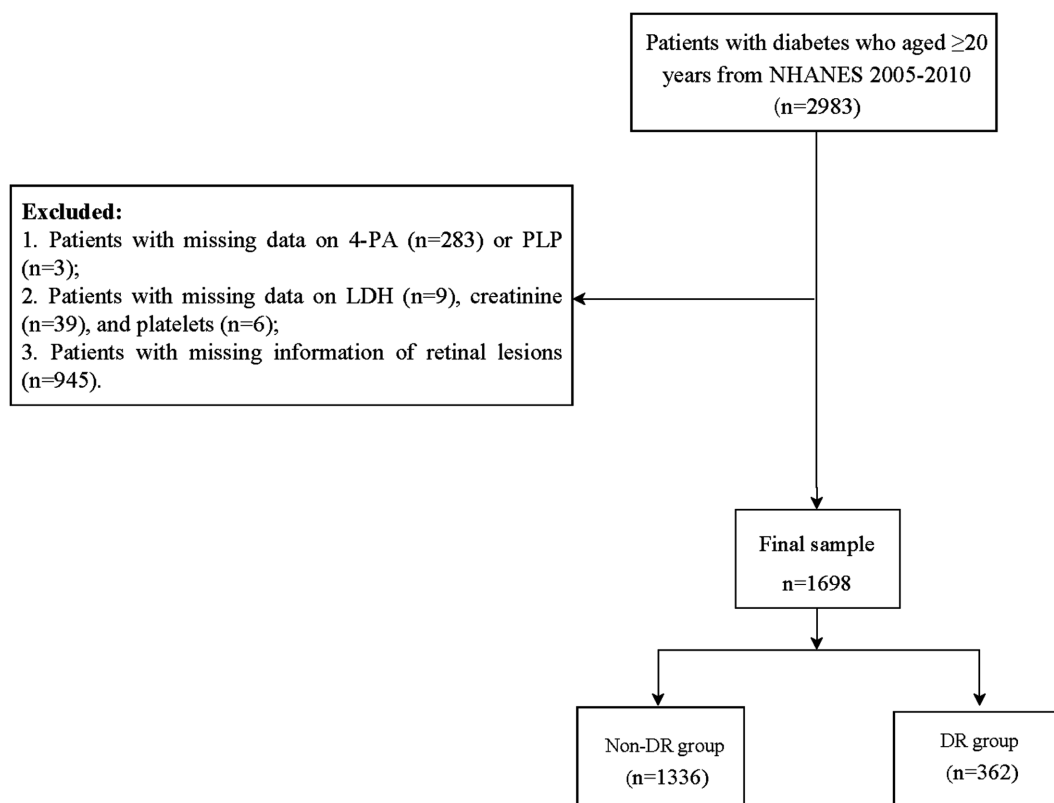 Patients with diabetes who aged ≥20
years from NHANES 2005-2010
(n=2983)
Excluded:
1. Patients with missing data on 4-PA (n=283) or PLP
(n=3);
2. Patients with missing data on LDH (n=9), creatinine
(n=39), and platelets (n=6);
3. Patients with missing information of retinal lesions
(n=945).
Final sample
n=1698
Non-DR group
(n=1336)
DR group
(n=362)